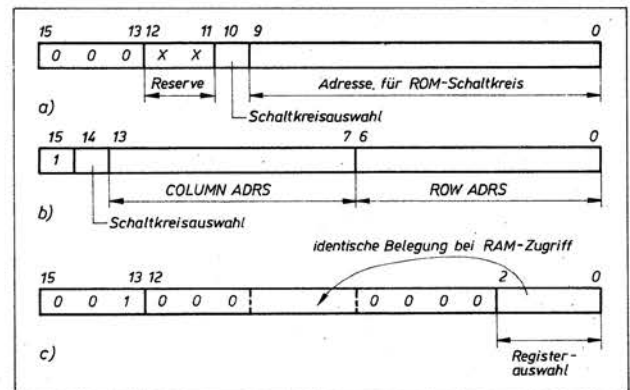 15 13 12 11 10 9 0
0 0 0 X X
Reserve Adresse, für ROM-Schaltkreis
a) Schaltkreisauswahl
15 14 13 7 6 0
1
COLUMN ADRS ROW ADRS
b) Schaltkreisauswahl
identische Belegung bei RAM-Zugriff
15 13 12 2 0
0 0 1 0 0 0 0 0 0 0
c) Register-
auswahl